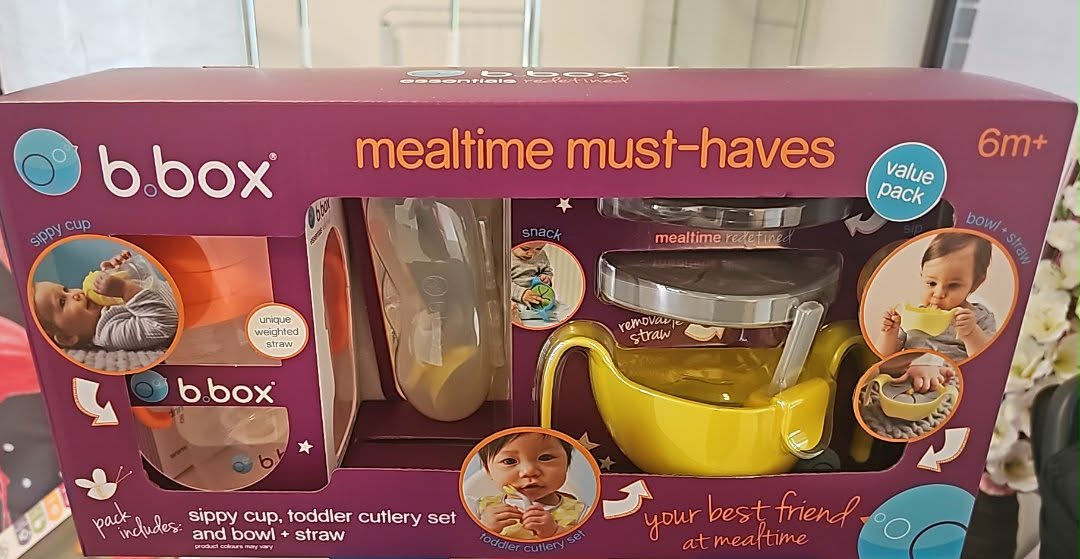 b.box
essentials redefined
b.box®
mealtime must-haves
6m+
value
pack
sippy cup
snack
sip
bowl + straw
b.box
mealtime redefined
unique
weighted
straw
removable
straw
b.box
pack
includes:
sippy cup, toddler cutlery set
and bowl + straw
product colours may vary
toddler cutlery set
your best friend
at mealtime